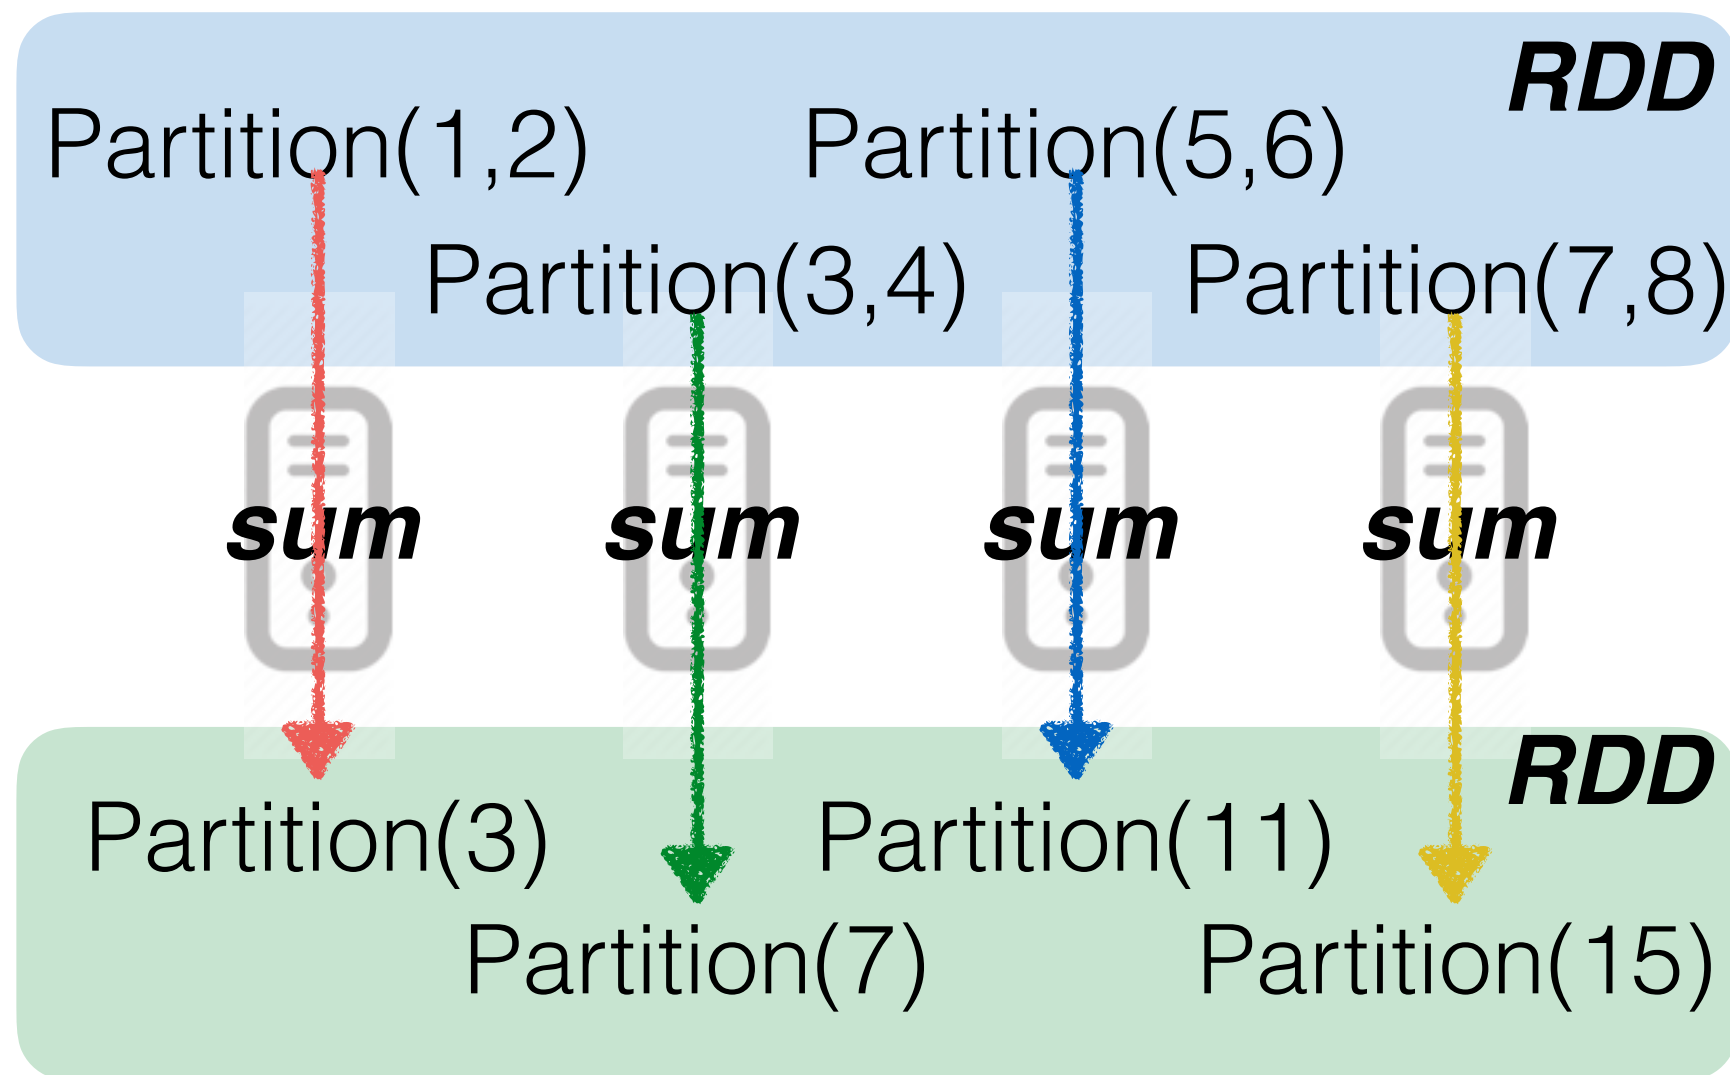 RDD
Partition(1,2) Partition(5,6)
Partition(3,4) Partition(7,8)
sum sum sum sum
RDD
Partition(3) Partition(11)
Partition(7) Partition(15)